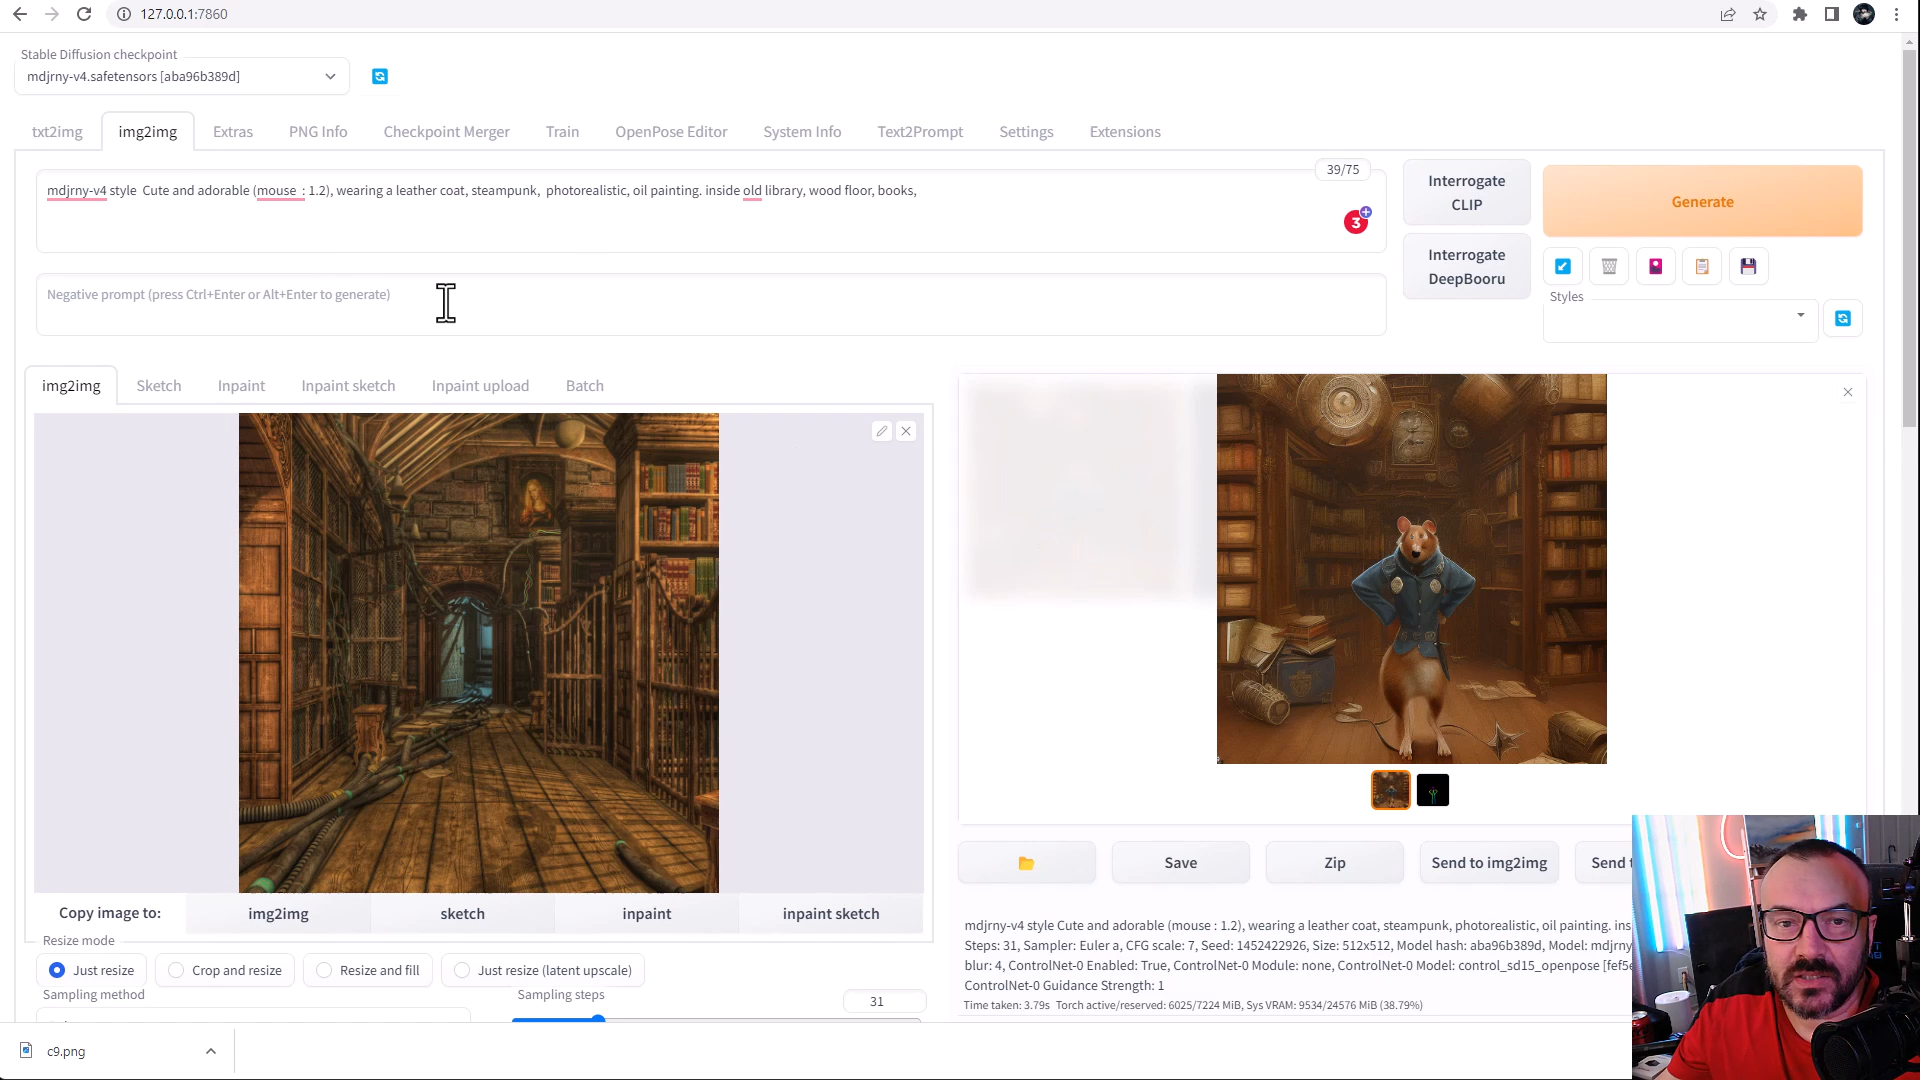 127.0.0.1:7860
Stable Diffusion checkpoint
mdjrny-v4.safetensors [aba96b389d]
txt2img img2img Extras PNG Info Checkpoint Merger Train OpenPose Editor System Info Text2Prompt Settings Extensions
39/75
mdjrny-v4 style Cute and adorable (mouse : 1.2), wearing a leather coat, steampunk, photorealistic, oil painting. inside old library, wood floor, books,
3
Interrogate
CLIP
Generate
Interrogate
DeepBooru
Negative prompt (press Ctrl+Enter or Alt+Enter to generate)
Styles
img2img Sketch Inpaint Inpaint sketch Inpaint upload Batch
Copy image to: img2img sketch inpaint inpaint sketch
Resize mode
Just resize Crop and resize Resize and fill Just resize (latent upscale)
Sampling method
Sampling steps
31
Save Zip Send to img2img Send t
mdjrny-v4 style Cute and adorable (mouse : 1.2), wearing a leather coat, steampunk, photorealistic, oil painting. ins
Steps: 31, Sampler: Euler a, CFG scale: 7, Seed: 1452422926, Size: 512x512, Model hash: aba96b389d, Model: mdjrny
blur: 4, ControlNet-0 Enabled: True, ControlNet-0 Module: none, ControlNet-0 Model: control_sd15_openpose [fef5e
ControlNet-0 Guidance Strength: 1
Time taken: 3.79s Torch active/reserved: 6025/7224 MiB, Sys VRAM: 9534/24576 MiB (38.79%)
c9.png